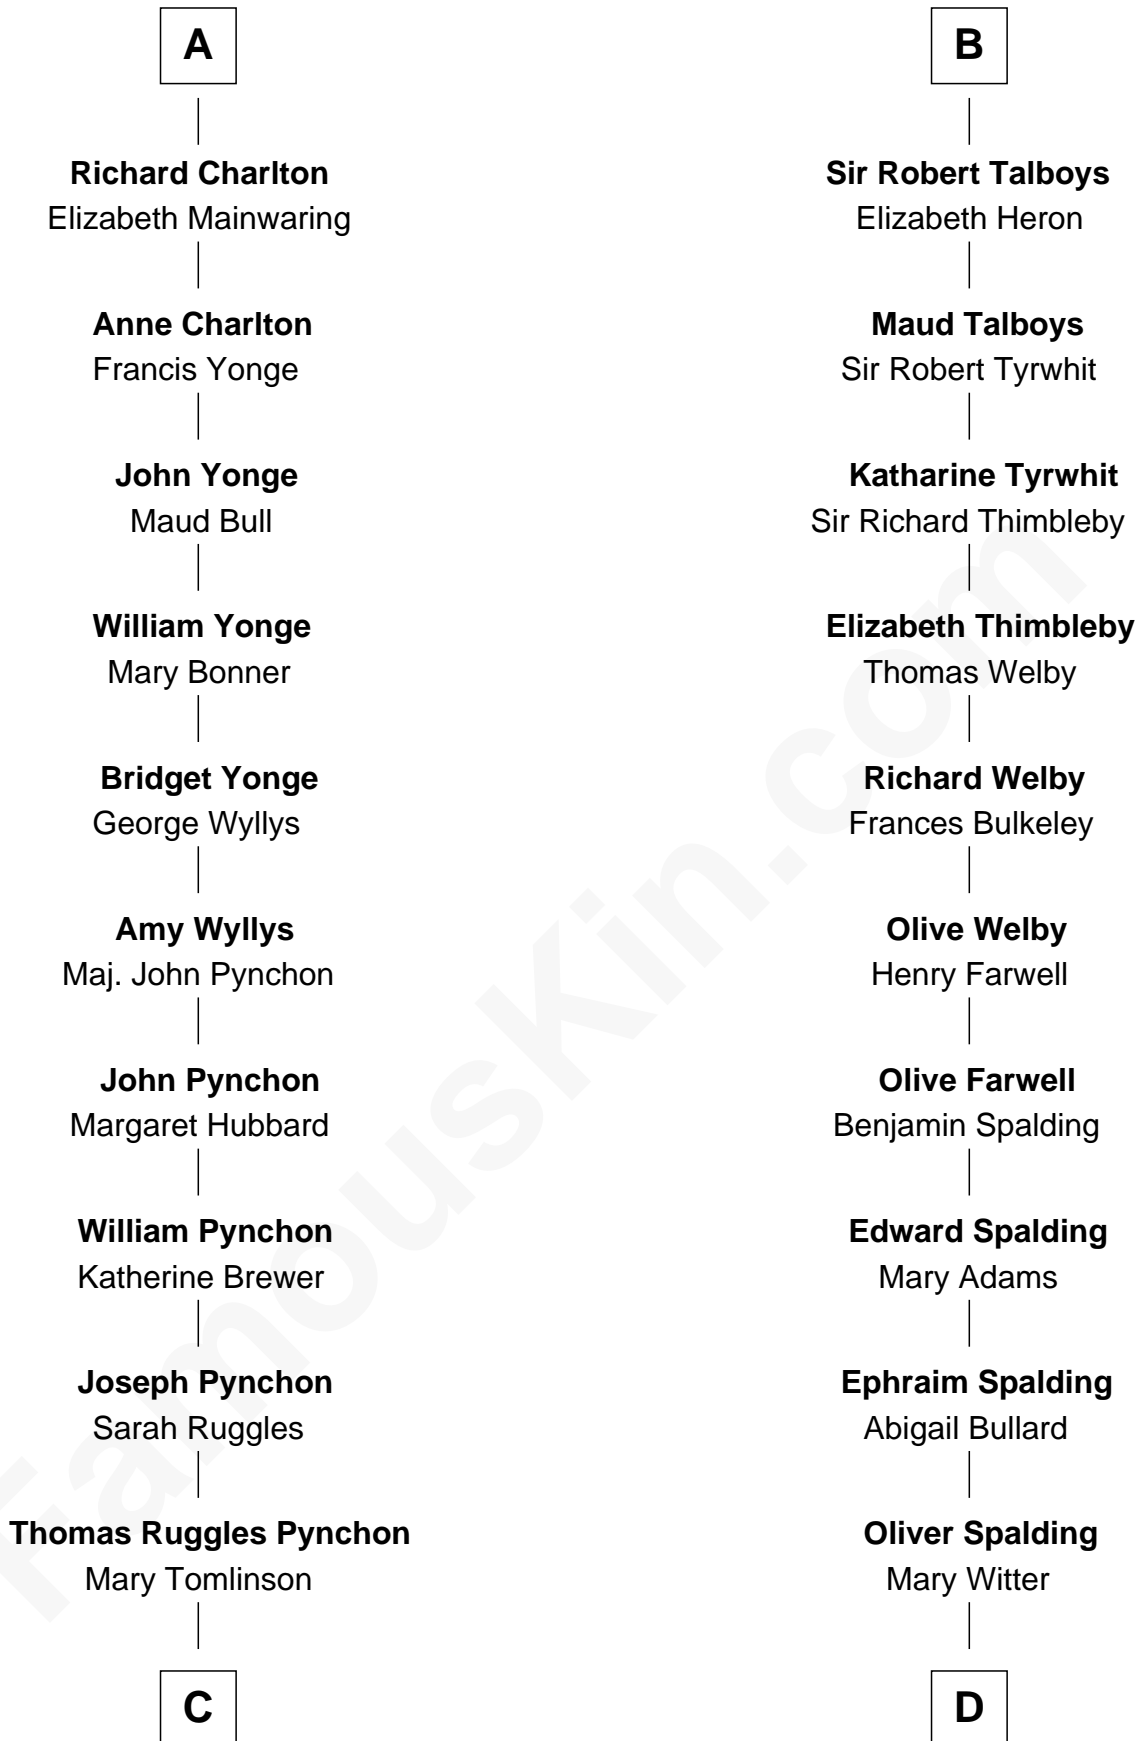 A
Richard Charlton
Elizabeth Mainwaring
Anne Charlton
Francis Yonge
John Yonge
Maud Bull
William Yonge
Mary Bonner
Bridget Yonge
George Wyllys
Amy Wyllys
Maj. John Pynchon
John Pynchon
Margaret Hubbard
William Pynchon
Katherine Brewer
Joseph Pynchon
Sarah Ruggles
Thomas Ruggles Pynchon
Mary Tomlinson
C
B
Sir Robert Talboys
Elizabeth Heron
Maud Talboys
Sir Robert Tyrwhit
Katharine Tyrwhit
Sir Richard Thimbleby
Elizabeth Thimbleby
Thomas Welby
Richard Welby
Frances Bulkeley
Olive Welby
Henry Farwell
Olive Farwell
Benjamin Spalding
Edward Spalding
Mary Adams
Ephraim Spalding
Abigail Bullard
Oliver Spalding
Mary Witter
D
FamousKin.com